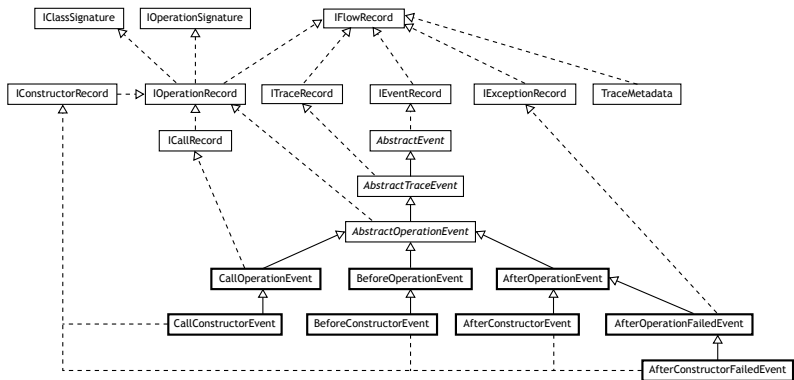 IClassSignature
IOperationSignature
IFlowRecord
IConstructorRecord
IOperationRecord
ITraceRecord
IEventRecord
IExceptionRecord
TraceMetadata
ICallRecord
AbstractEvent
AbstractTraceEvent
AbstractOperationEvent
CallOperationEvent
BeforeOperationEvent
AfterOperationEvent
CallConstructorEvent
BeforeConstructorEvent
AfterConstructorEvent
AfterOperationFailedEvent
AfterConstructorFailedEvent